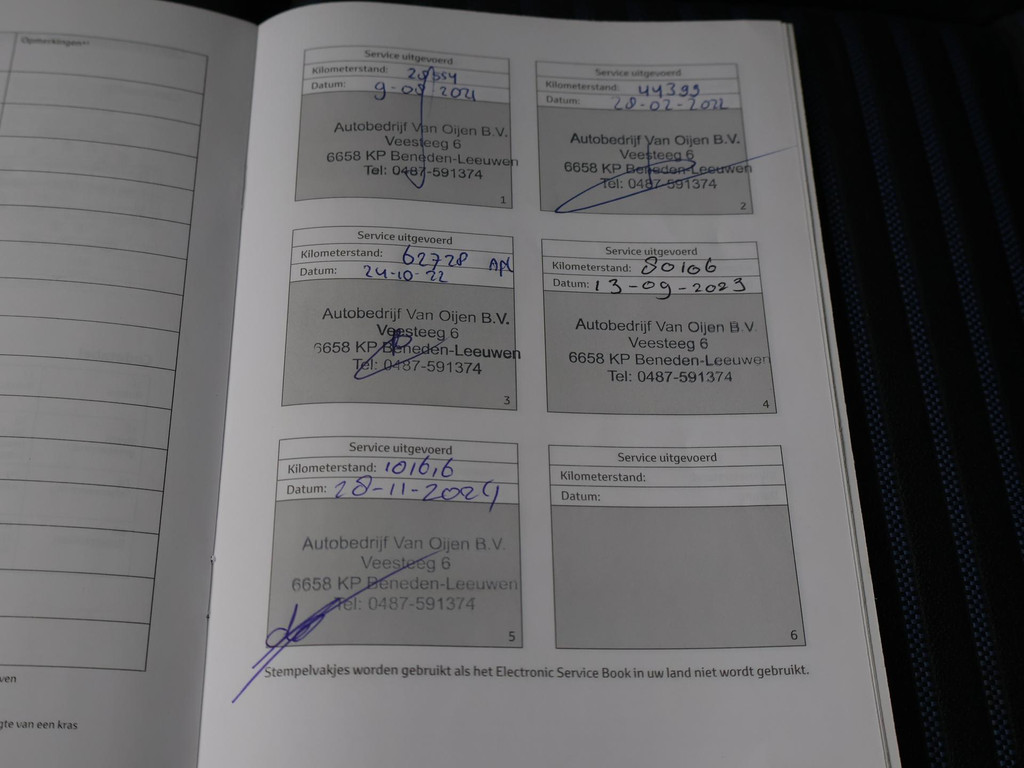 Opmerkingen
Service uitgevoerd
Kilometerstand: 28554
Datum: 9-09-2021
Autobedrijf Van Oijen B.V.
Veesteeg 6
6658 KP Beneden-Leeuwen
Tel: 0487-591374
1
Service uitgevoerd
Kilometerstand: 44399
Datum: 28-02-2022
Autobedrijf Van Oijen B.V.
Veesteeg 6
6658 KP Beneden-Leeuwen
Tel: 0487-591374
2
Service uitgevoerd
Kilometerstand: 62728 Apk
Datum: 24-10-22
Autobedrijf Van Oijen B.V.
Veesteeg 6
6658 KP Beneden-Leeuwen
Tel: 0487-591374
3
Service uitgevoerd
Kilometerstand: 80106
Datum: 13-09-2023
Autobedrijf Van Oijen B.V
Veesteeg 6
6658 KP Beneden-Leeuwen
Tel: 0487-591374
4
Service uitgevoerd
Kilometerstand: 101616
Datum: 28-11-2024
Autobedrijf Van Oijen B.V.
Veesteeg 6
6658 KP Beneden-Leeuwen
Tel: 0487-591374
5
Service uitgevoerd
Kilometerstand:
Datum:
6
Stempelvakjes worden gebruikt als het Electronic Service Book in uw land niet wordt gebruikt.
van een kras